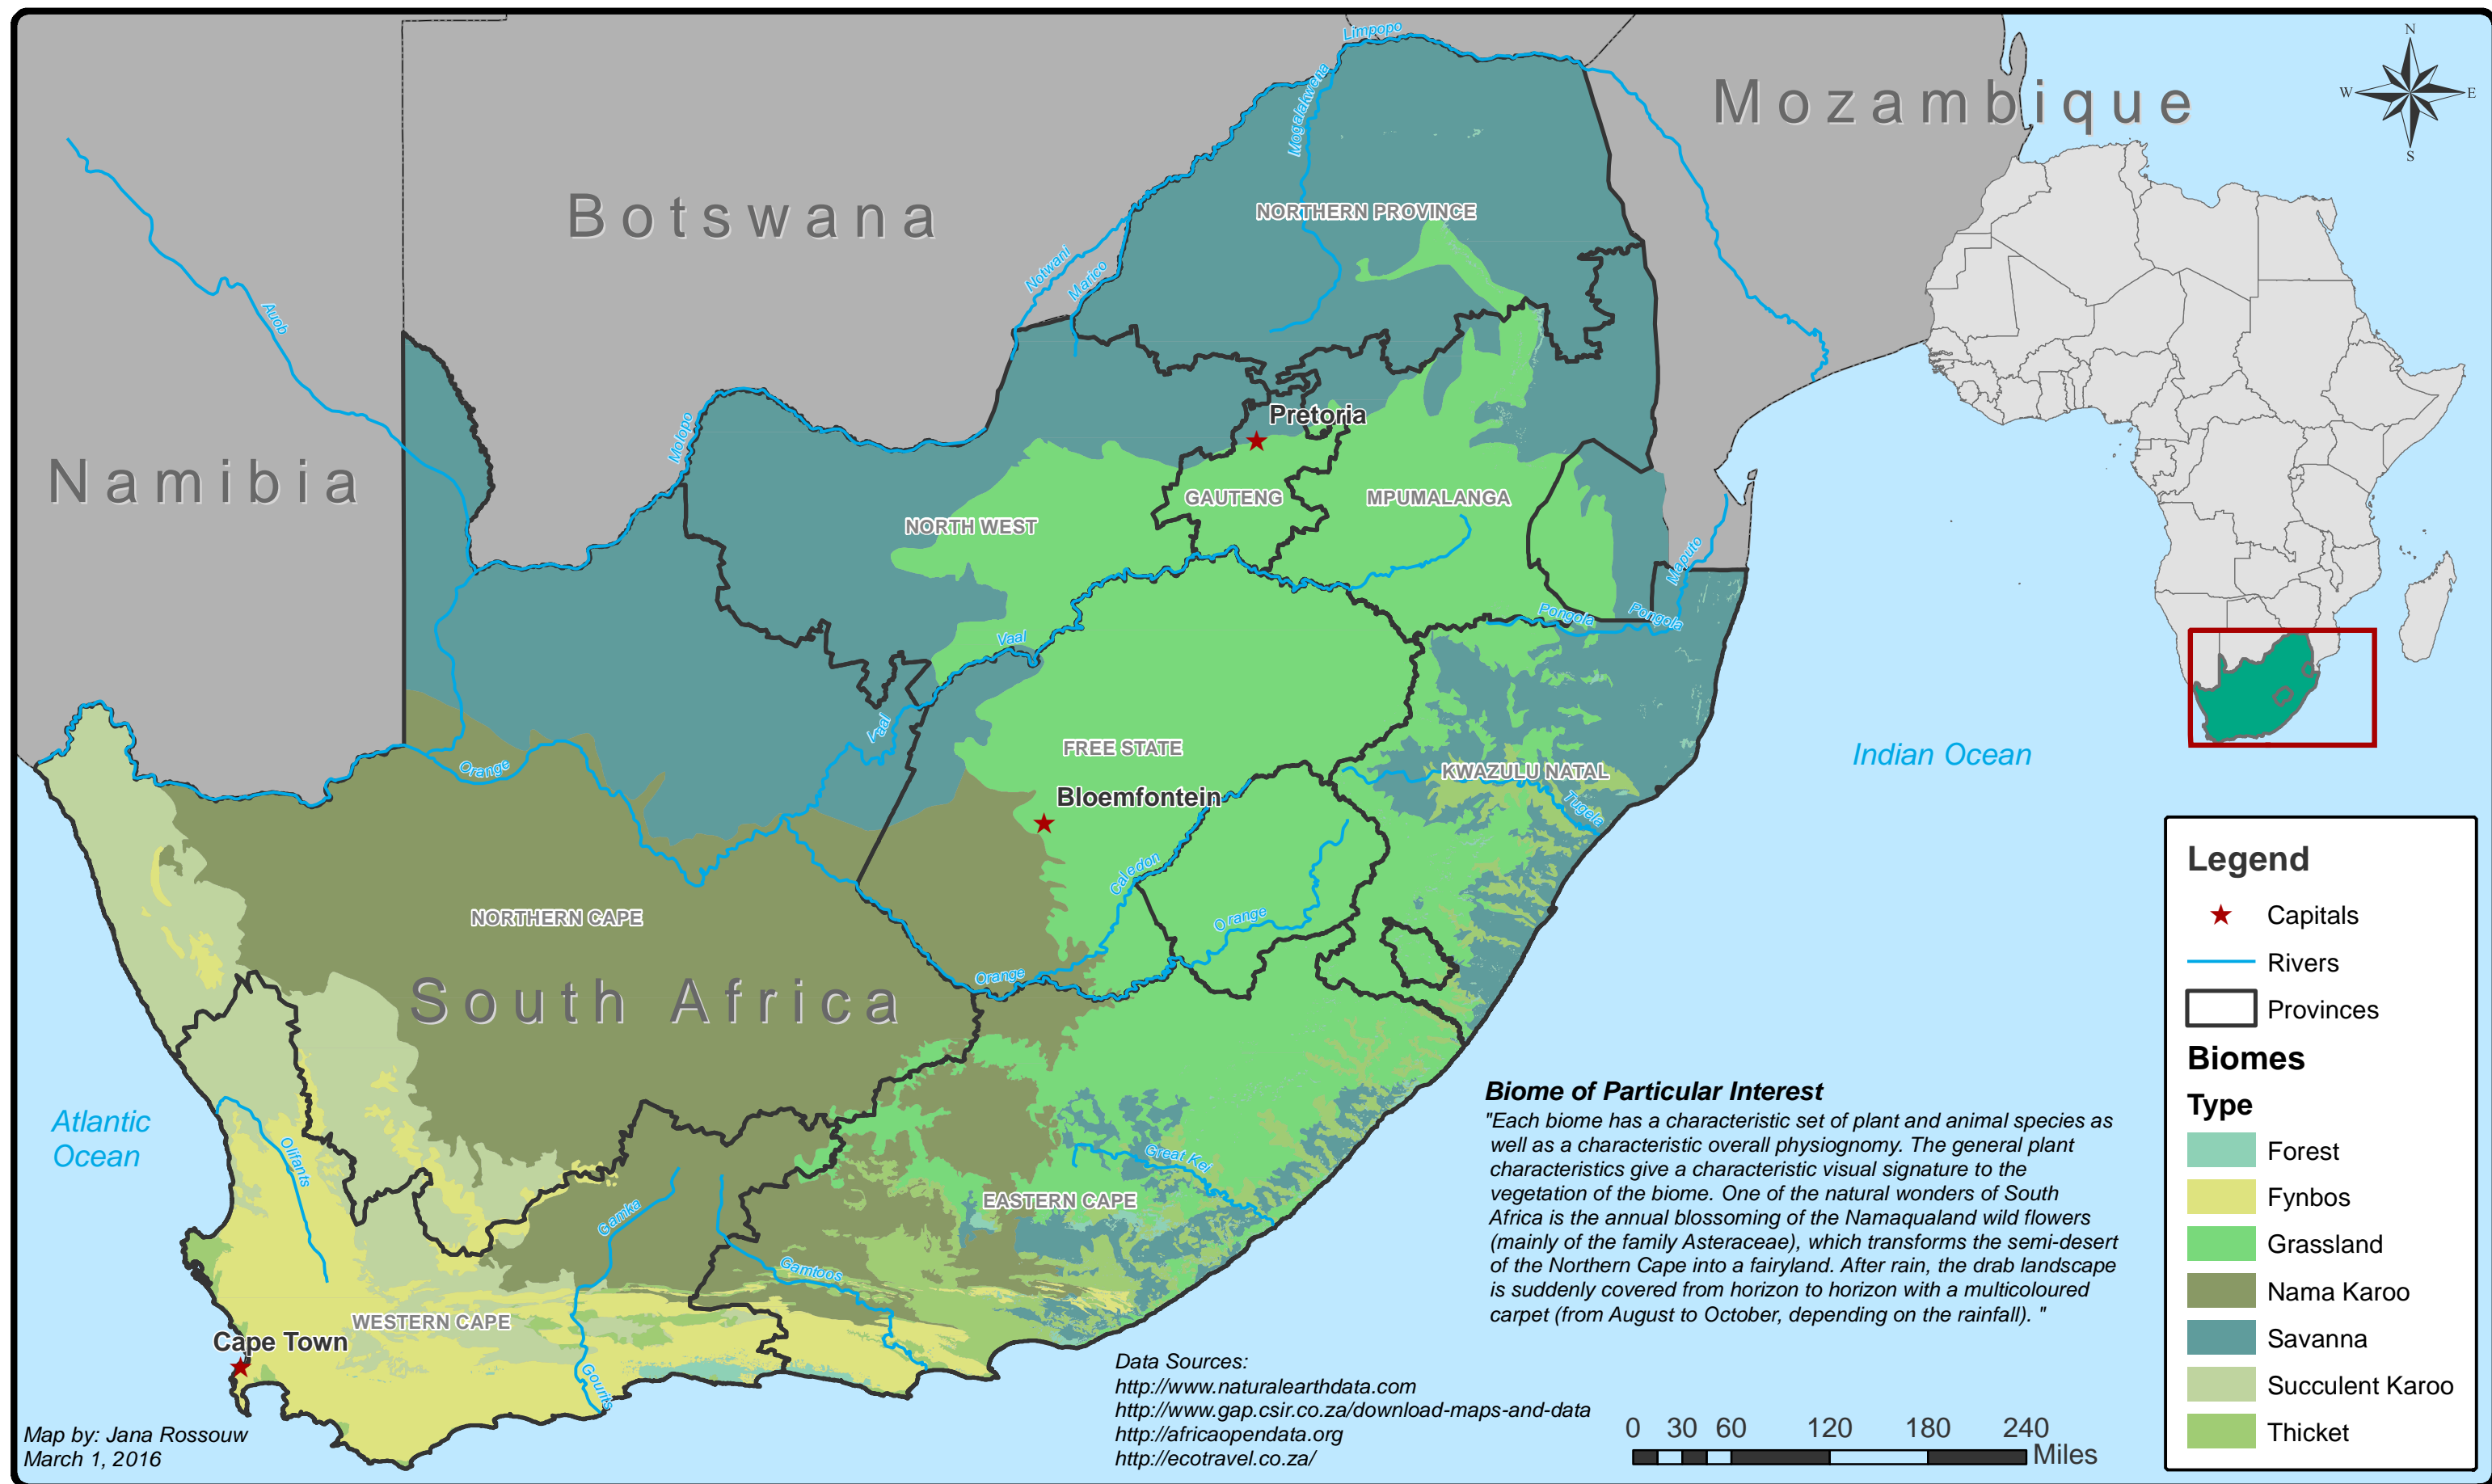 Limpopo
N
W
E
S
Mozambique
Mogalakwena
Botswana
NORTHERN PROVINCE
Notwani
Marico
Auob
Molopo
Pretoria
Namibia
GAUTENG
MPUMALANGA
NORTH WEST
Maputo
Pongola
Pongola
Vaal
Vaal
FREE STATE
Indian Ocean
Orange
KWAZULU NATAL
Bloemfontein
Tugela
Caledon
NORTHERN CAPE
Orange
Orange
South Africa
Atlantic
Ocean
Olifants
Great Kei
EASTERN CAPE
Gamka
Gamtoos
WESTERN CAPE
Cape Town
Gourits
Legend
Capitals
Rivers
Provinces
Biomes
Type
Forest
Fynbos
Grassland
Nama Karoo
Savanna
Succulent Karoo
Thicket
Biome of Particular Interest
"Each biome has a characteristic set of plant and animal species as
well as a characteristic overall physiognomy. The general plant
characteristics give a characteristic visual signature to the
vegetation of the biome. One of the natural wonders of South
Africa is the annual blossoming of the Namaqualand wild flowers
(mainly of the family Asteraceae), which transforms the semi-desert
of the Northern Cape into a fairyland. After rain, the drab landscape
is suddenly covered from horizon to horizon with a multicoloured
carpet (from August to October, depending on the rainfall). "
Data Sources:
http://www.naturalearthdata.com
http://www.gap.csir.co.za/download-maps-and-data
http://africaopendata.org
http://ecotravel.co.za/
0 30 60 120 180 240
Miles
Map by: Jana Rossouw
March 1, 2016